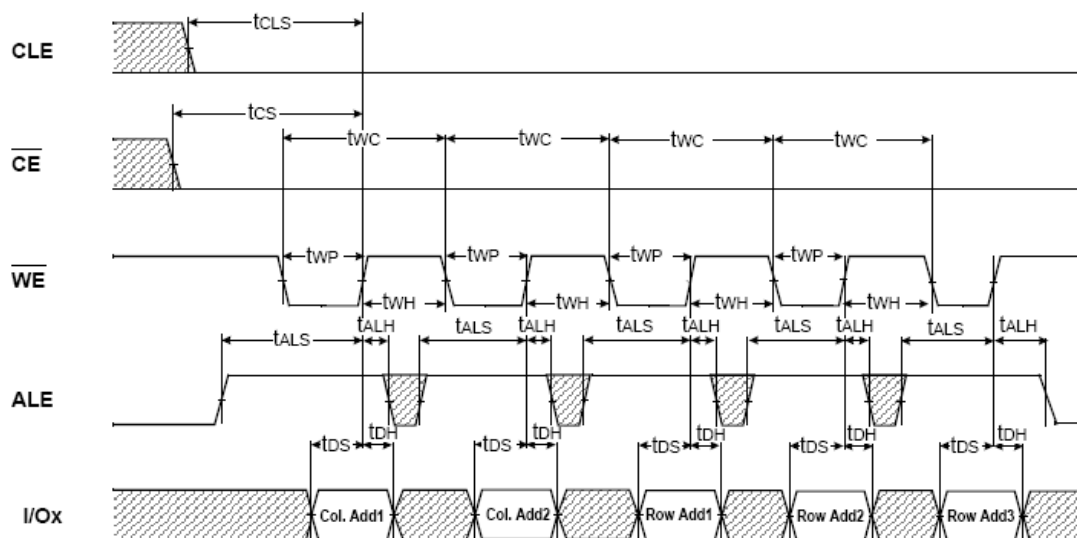 CLE
tCLS
CE
tCS
tWC tWC tWC tWC
WE
tWP tWP tWP tWP
tWH tWH tWH tWH
tALS tALH tALS tALH tALS tALH tALS tALH tALS tALH
ALE
tDS tDH tDS tDH tDS tDH tDS tDH tDS tDH
I/Ox
Col. Add1 Col. Add2 Row Add1 Row Add2 Row Add3